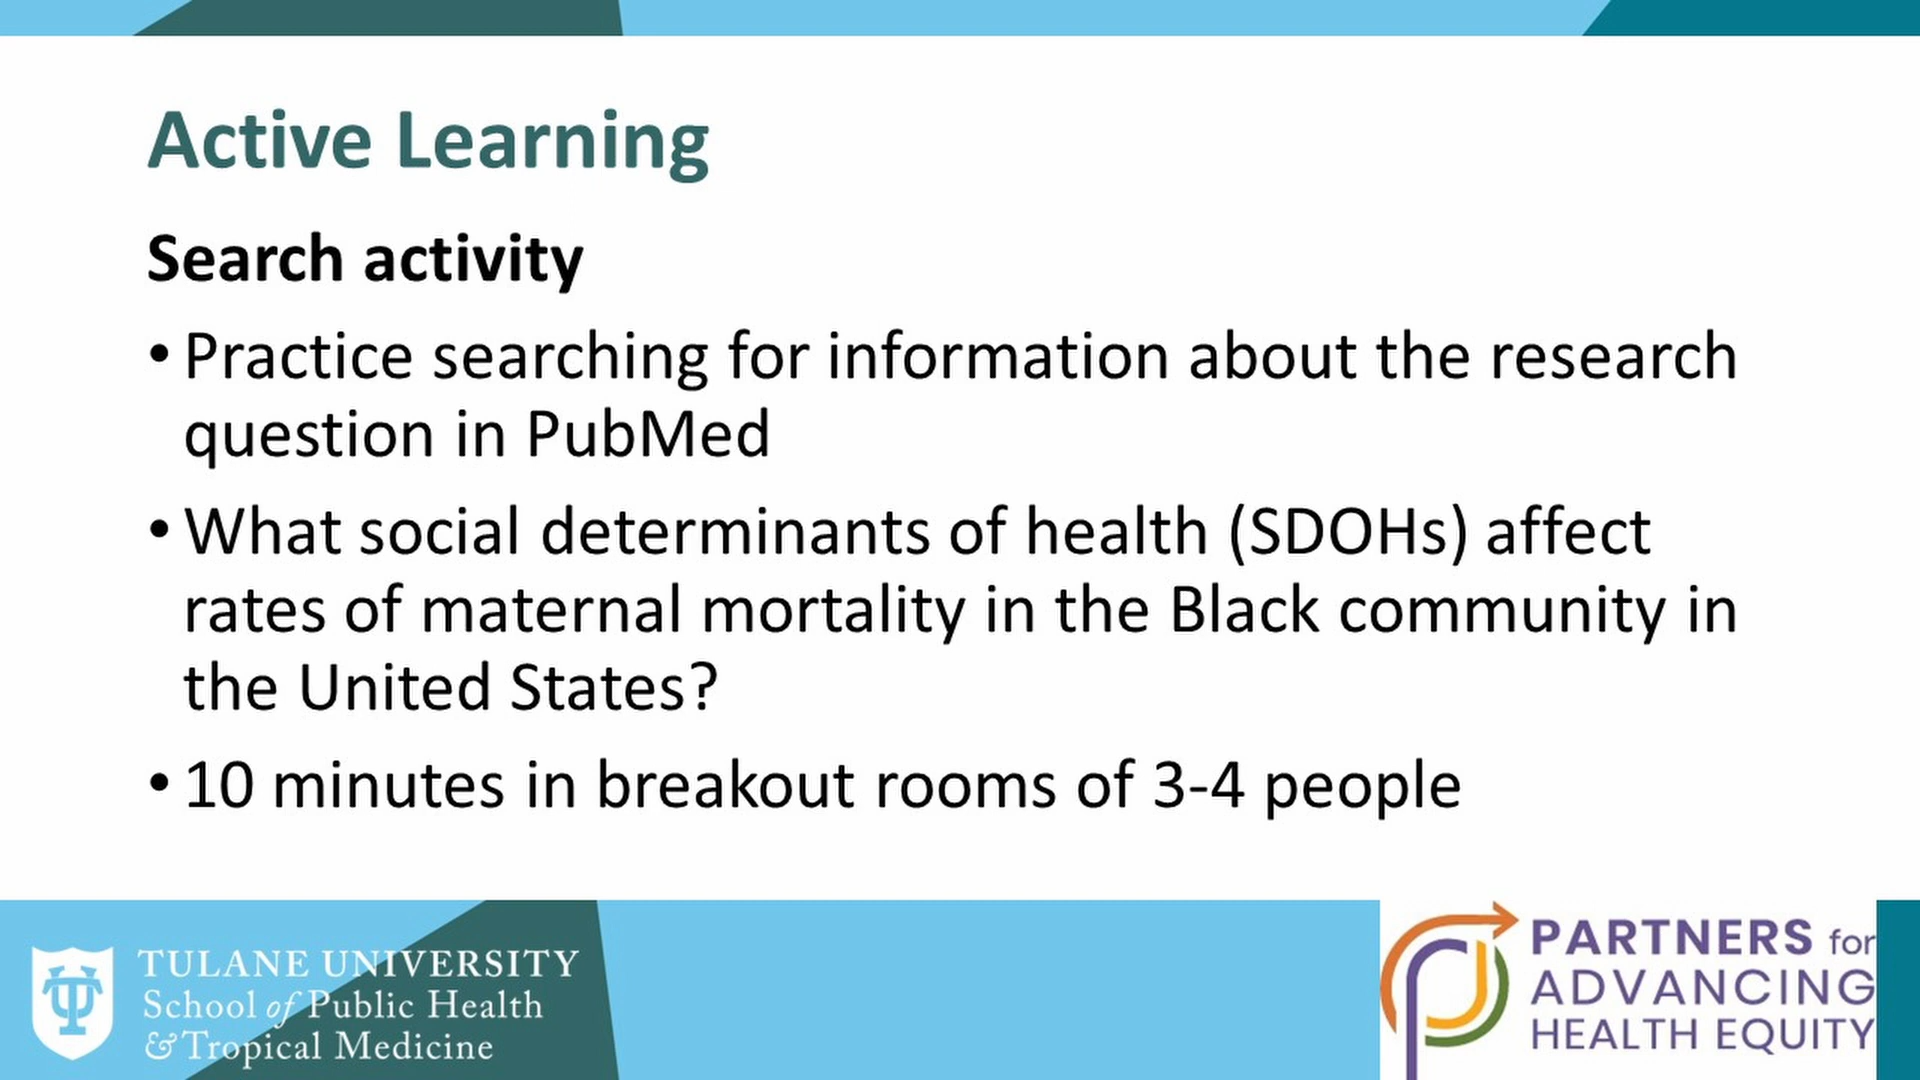 Active Learning
Search activity
• Practice searching for information about the research
question in PubMed
• What social determinants of health (SDOHs) affect
rates of maternal mortality in the Black community in
the United States?
• 10 minutes in breakout rooms of 3-4 people
TULANE UNIVERSITY
School of Public Health
& Tropical Medicine
PARTNERS for
ADVANCING
HEALTH EQUITY